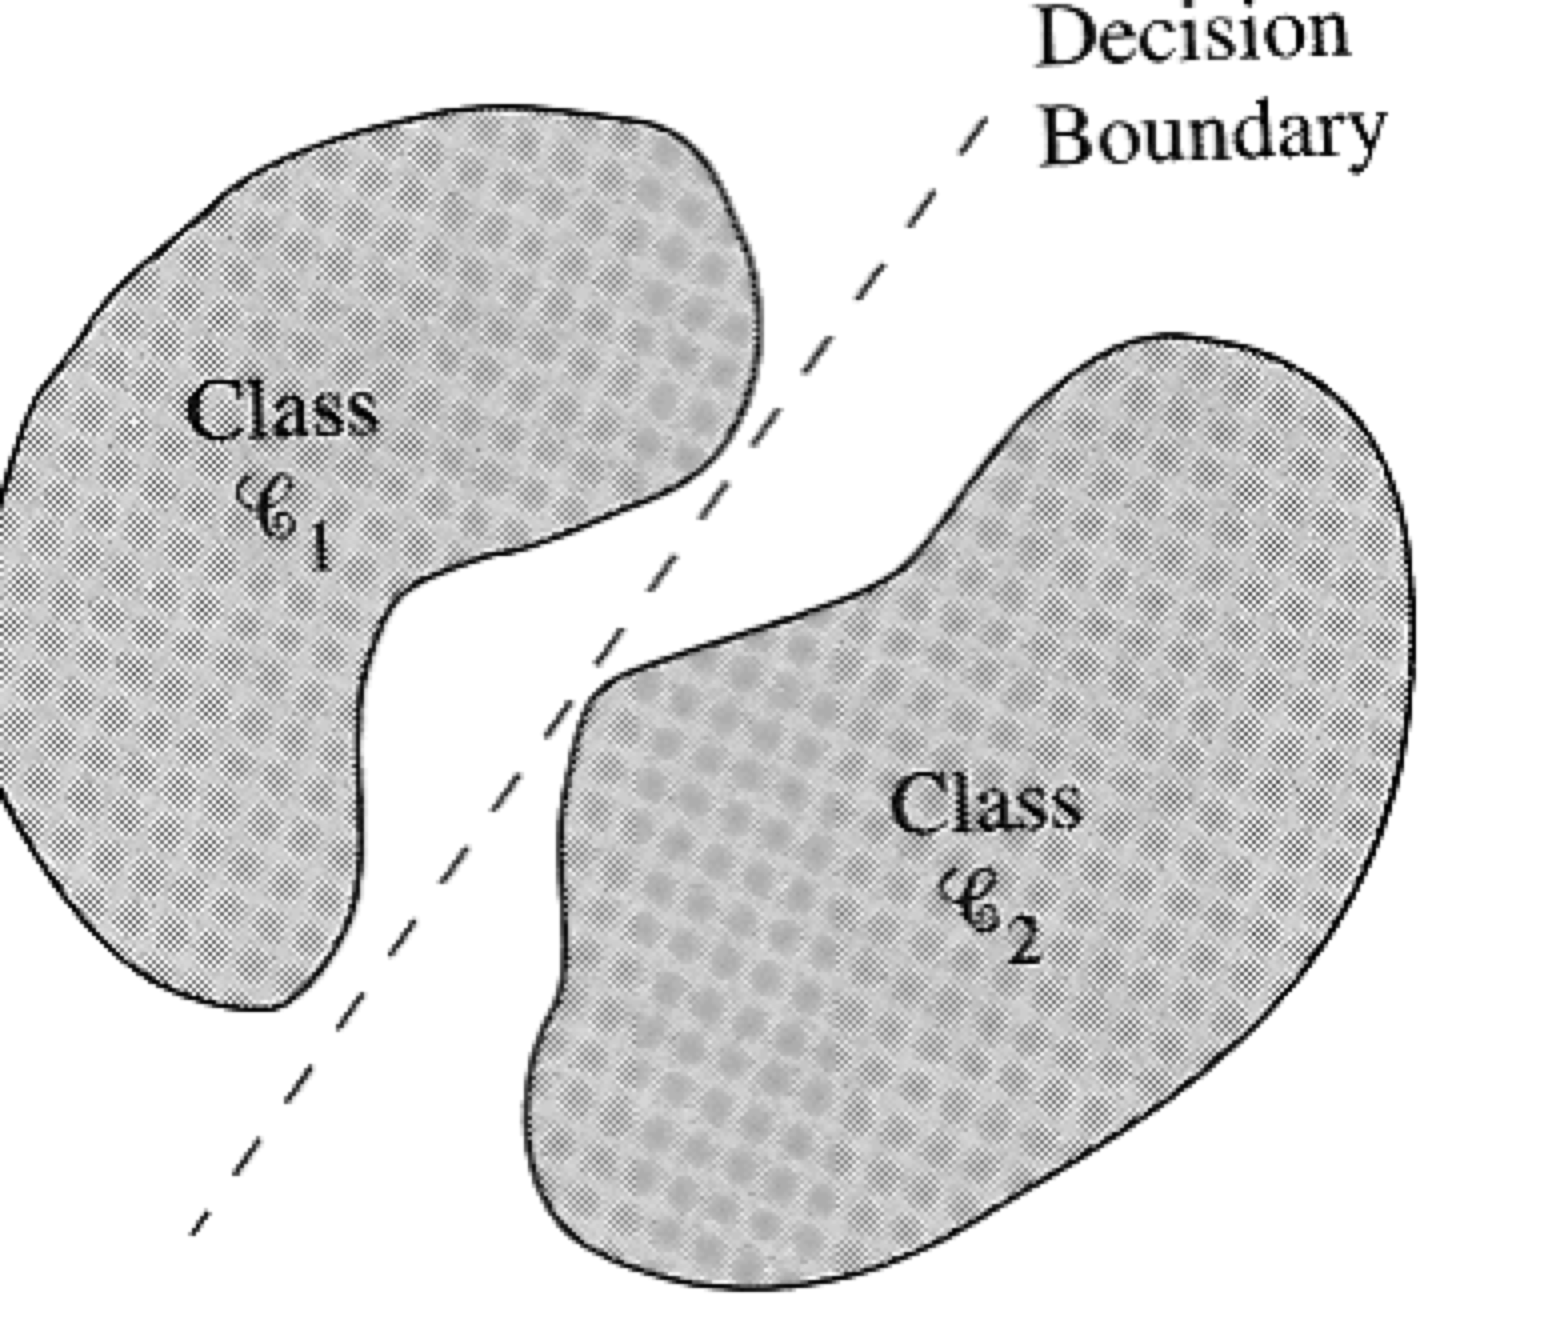 Decision
Boundary
Class
𝒞1
Class
𝒞2